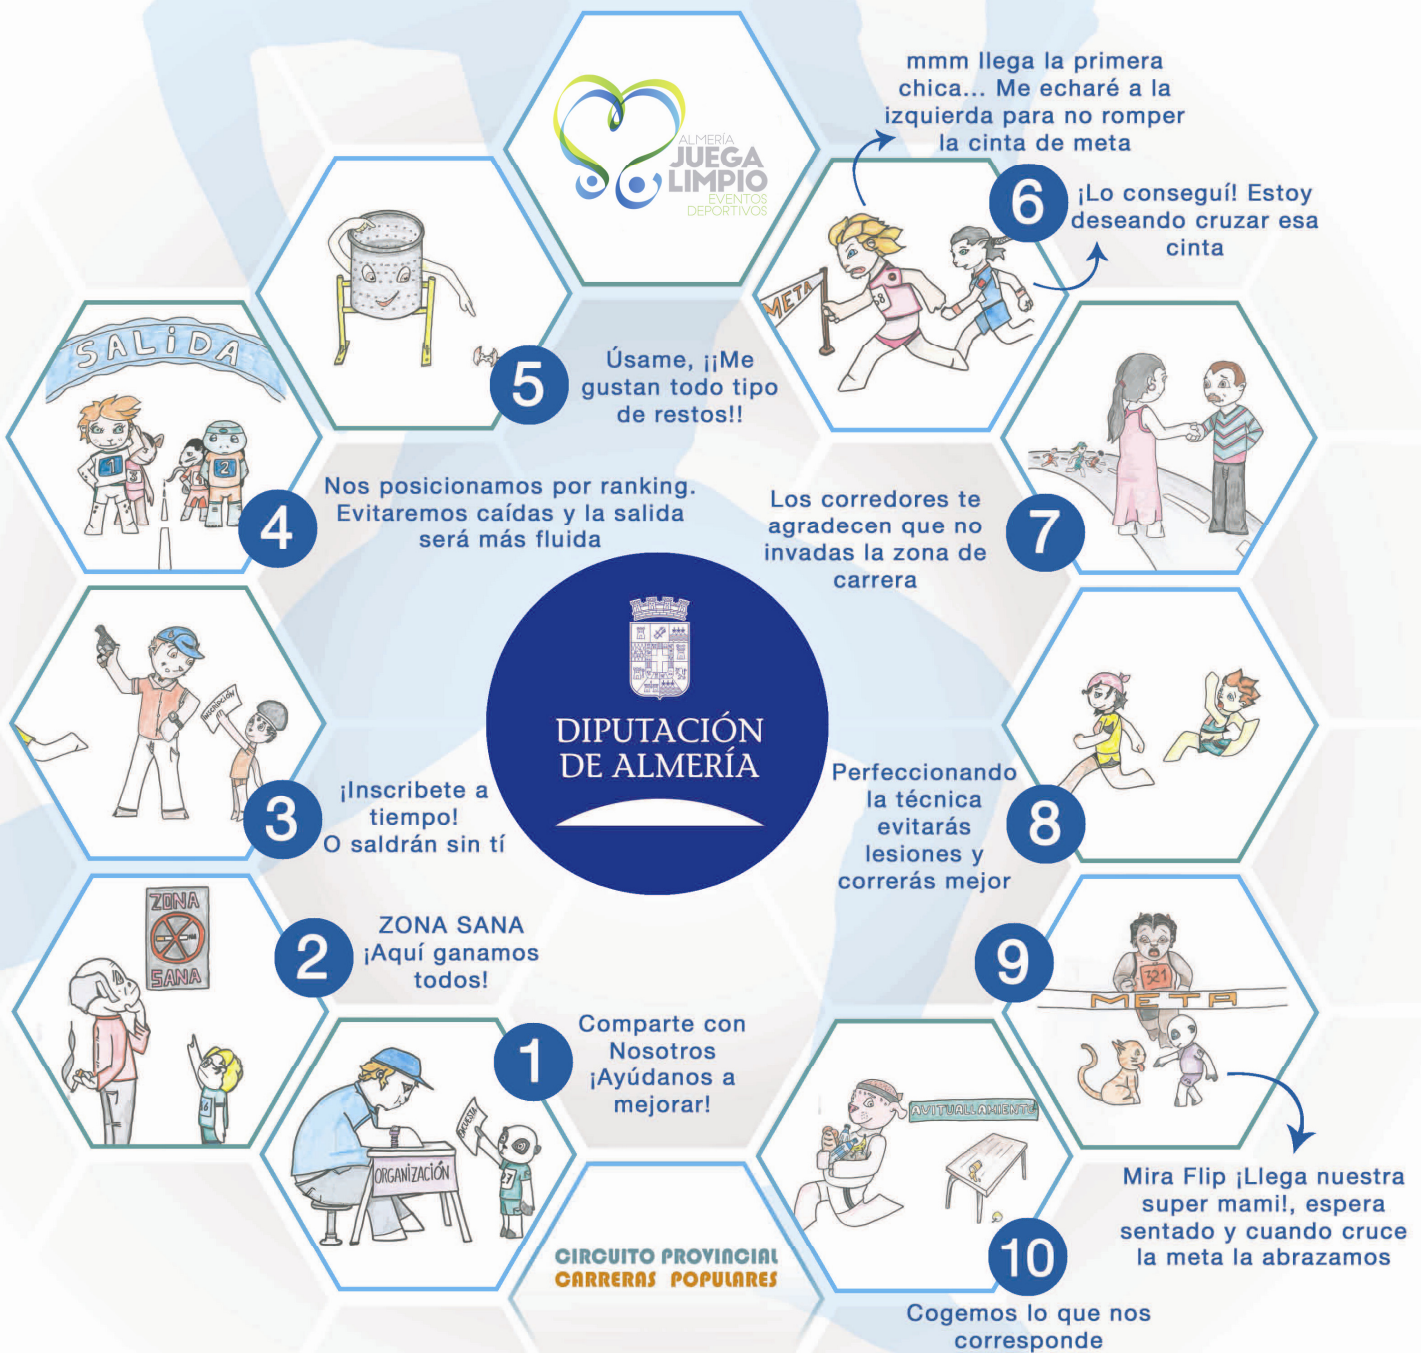 ALMERÍA
JUEGA
LIMPIO
EVENTOS
DEPORTIVOS
mmm llega la primera
chica... Me echaré a la
izquierda para no romper
la cinta de meta
6
¡Lo conseguí! Estoy
deseando cruzar esa
cinta
META
68
5
Úsame, ¡¡Me
gustan todo tipo
de restos!!
SALIDA
1
3
4
2
4
Nos posicionamos por ranking.
Evitaremos caídas y la salida
será más fluida
Los corredores te
agradecen que no
invadas la zona de
carrera
7
INSCRIPCIÓN
3
¡Inscribete a
tiempo!
O saldrán sin tí
DIPUTACIÓN
DE ALMERÍA
Perfeccionando
la técnica
evitarás
lesiones y
correrás mejor
8
ZONA
SANA
2
ZONA SANA
¡Aquí ganamos
todos!
9
321
META
1
Comparte con
Nosotros
¡Ayúdanos a
mejorar!
ENCUESTA
ORGANIZACIÓN
27
AVITUALLAMIENTO
Mira Flip ¡Llega nuestra
super mami!, espera
sentado y cuando cruce
la meta la abrazamos
10
Cogemos lo que nos
corresponde
CIRCUITO PROVINCIAL
CARRERAS POPULARES